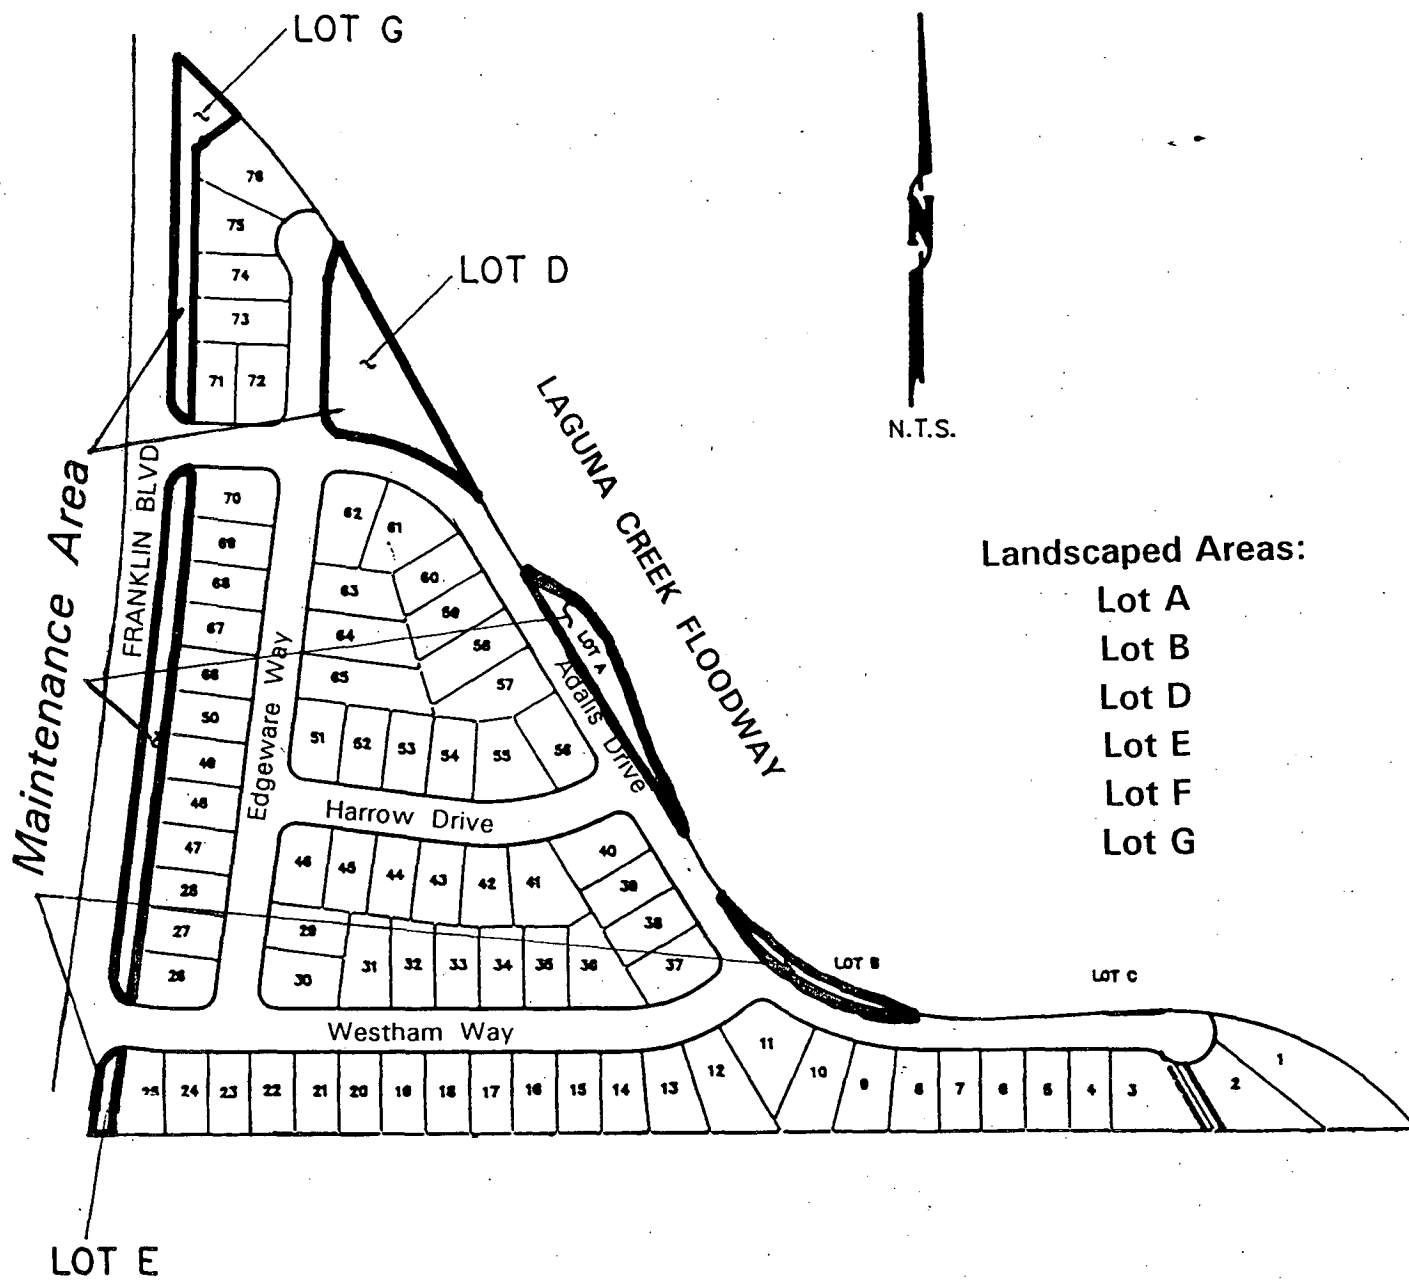 LOT G
LOT D
N
N.T.S.
LAGUNA CREEK FLOODWAY
Maintenance Area
FRANKLIN BLVD
Landscaped Areas:
Lot A
Lot B
Lot D
Lot E
Lot F
Lot G
76
75
74
73
71 72
70
69
68
67
66
50
49
48
47
28
27
26
Edgeware Way
62 61
60
59
58
57
63
64
65
51 52 53 54 55 56
LOT A
Adalis Drive
Harrow Drive
46 45 44 43 42 41
40
39
38
37
29
30 31 32 33 34 35 36
LOT B
LOT C
Westham Way
25 24 23 22 21 20 19 18 17 16 15 14 13 12 11 10 9 8 7 6 5 4 3 2 1
LOT E